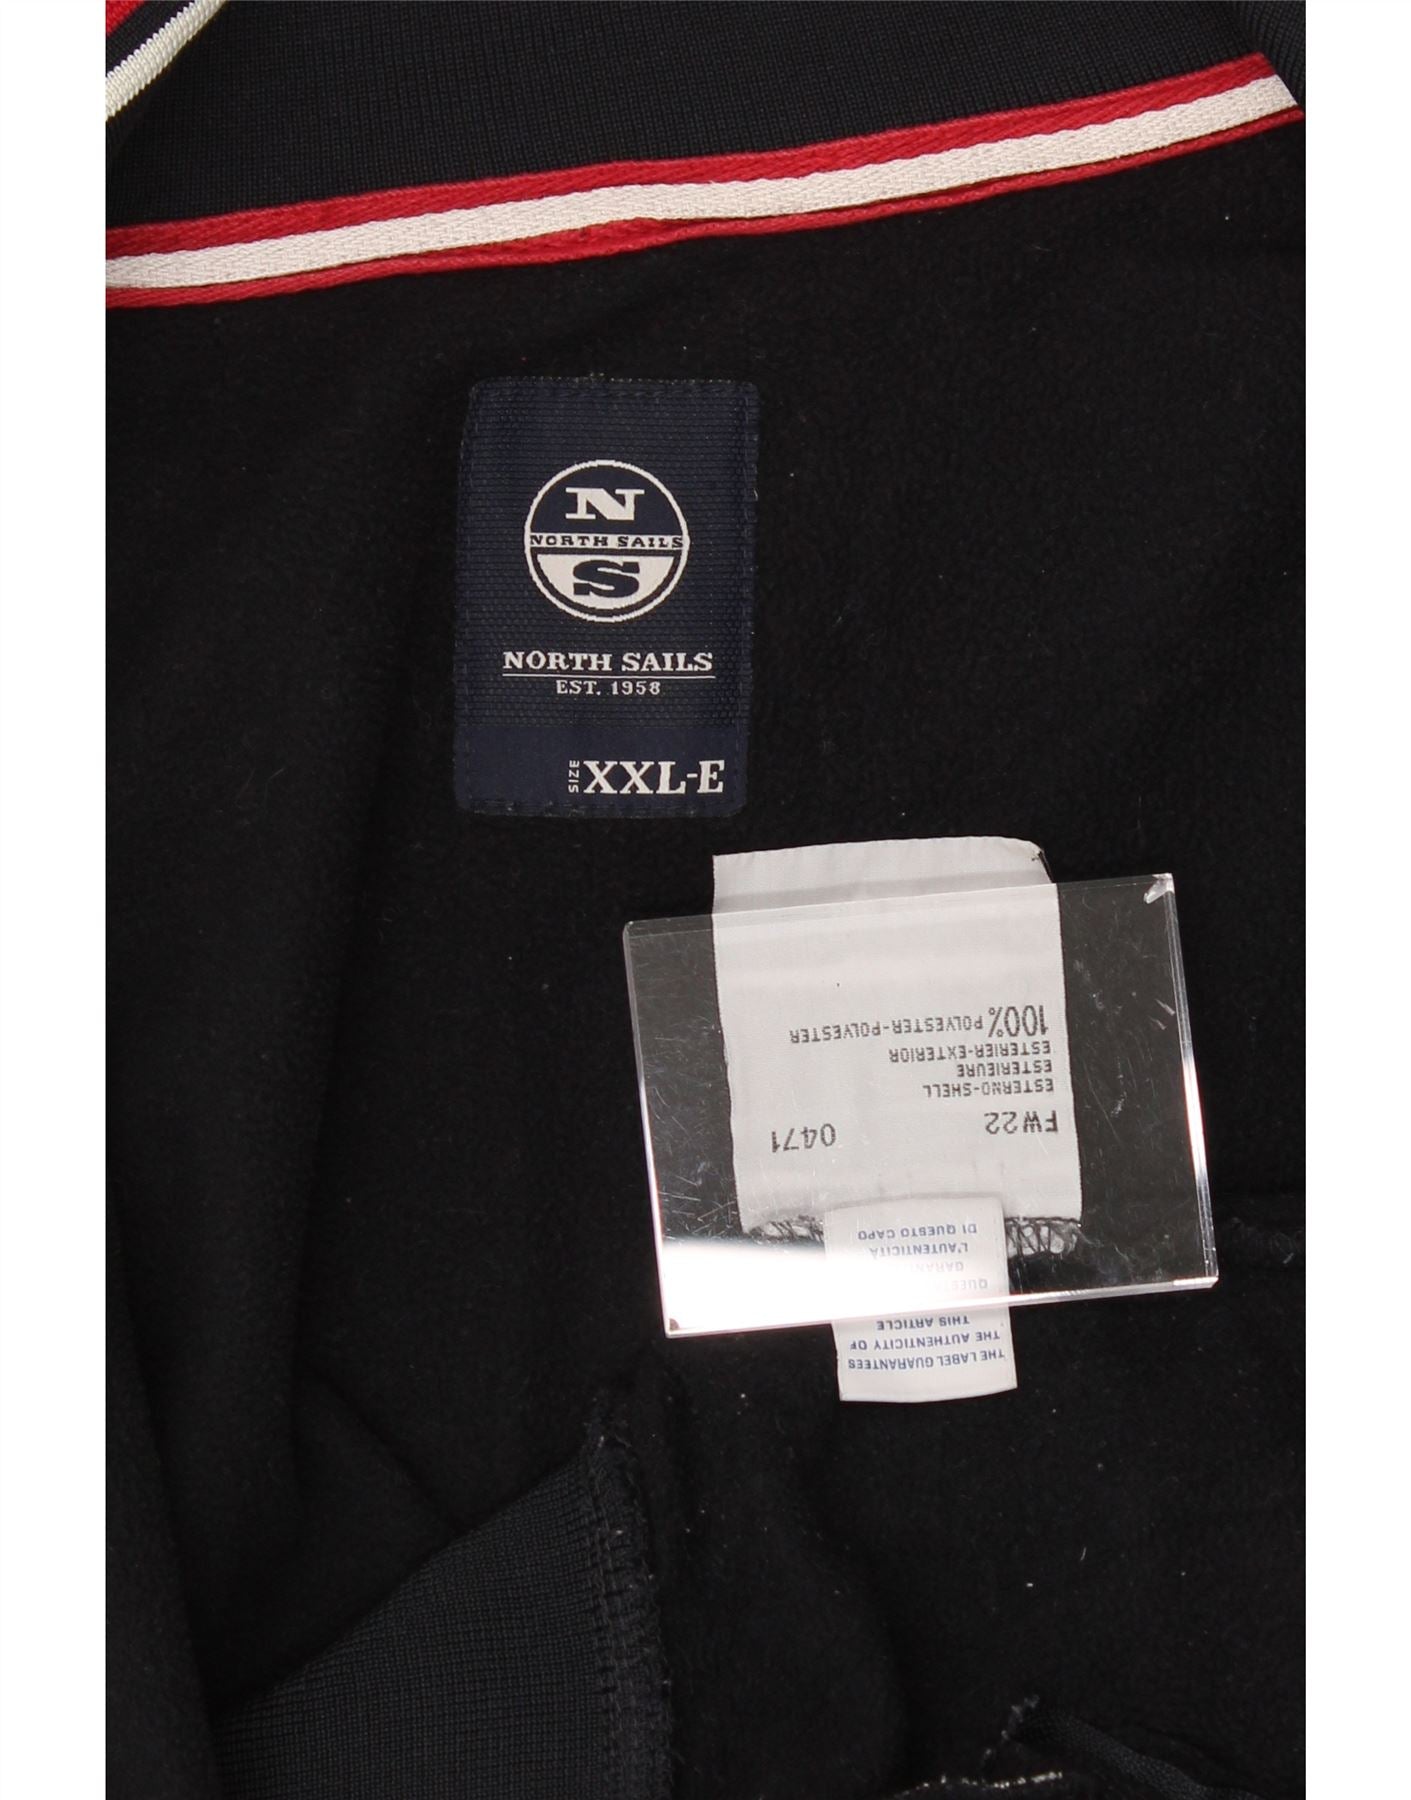 N
NORTH SAILS
S
NORTH SAILS
EST. 1958
SIZE XXL-E
100% POLYESTER-POLYESTER
ESTERIER-EXTERIOR
ESTERIEURE
ESTERNO-SHELL
FW22 0471
DI QUESTO CAPO
L'AUTENTICITA
THIS ARTICLE
THE AUTHENTICITY OF
THE LABEL GUARANTEES